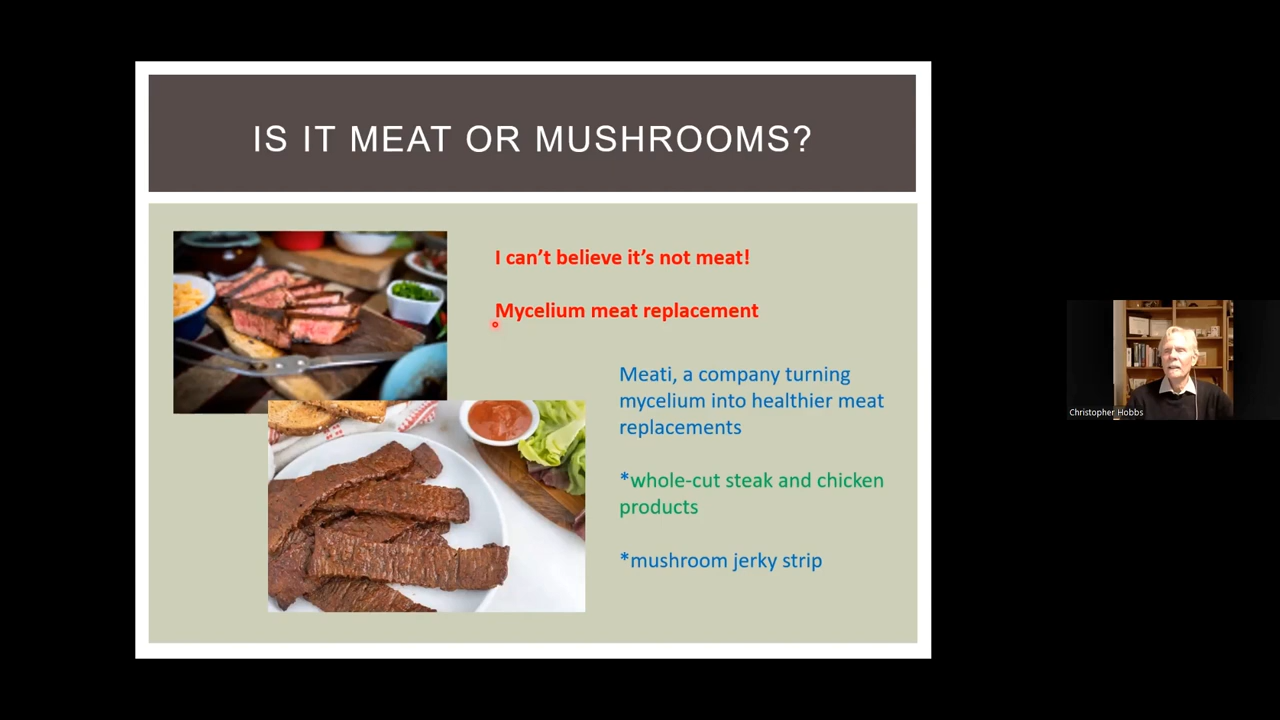 IS IT MEAT OR MUSHROOMS?
I can’t believe it’s not meat!
Mycelium meat replacement
Meati, a company turning
mycelium into healthier meat
replacements
*whole-cut steak and chicken
products
*mushroom jerky strip
Christopher Hobbs